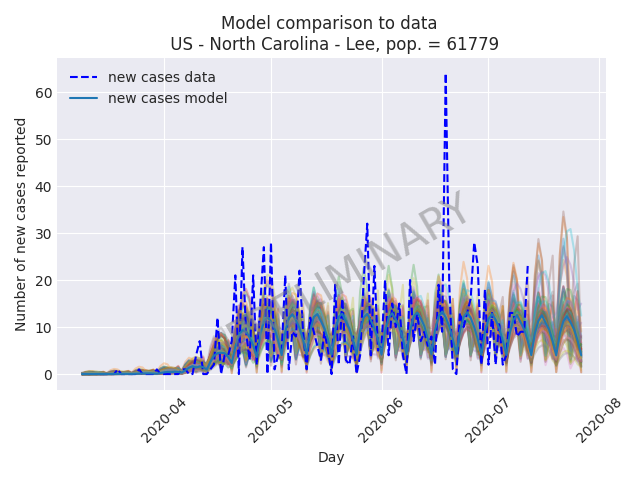 Model comparison to data
US - North Carolina - Lee, pop. = 61779
new cases data
new cases model
PRELIMINARY
Number of new cases reported
60
50
40
30
20
10
0
2020-04
2020-05
2020-06
2020-07
2020-08
Day